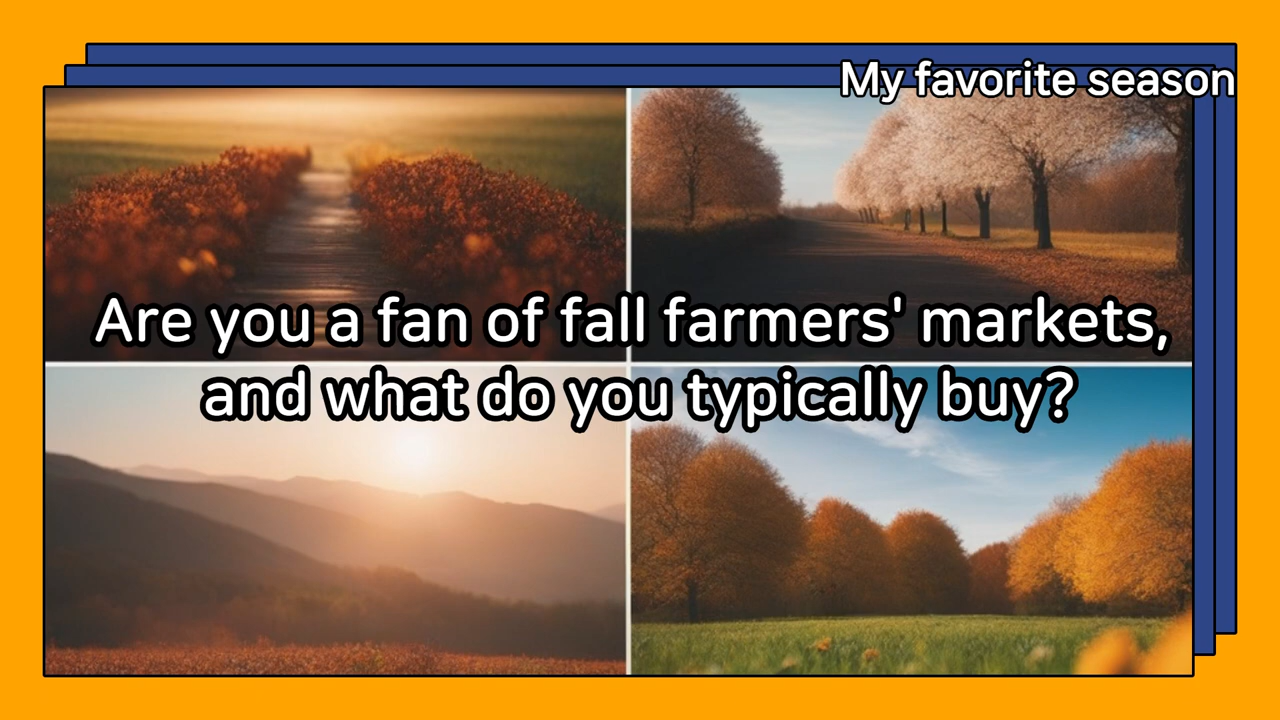 My favorite season
Are you a fan of fall farmers' markets,
and what do you typically buy?